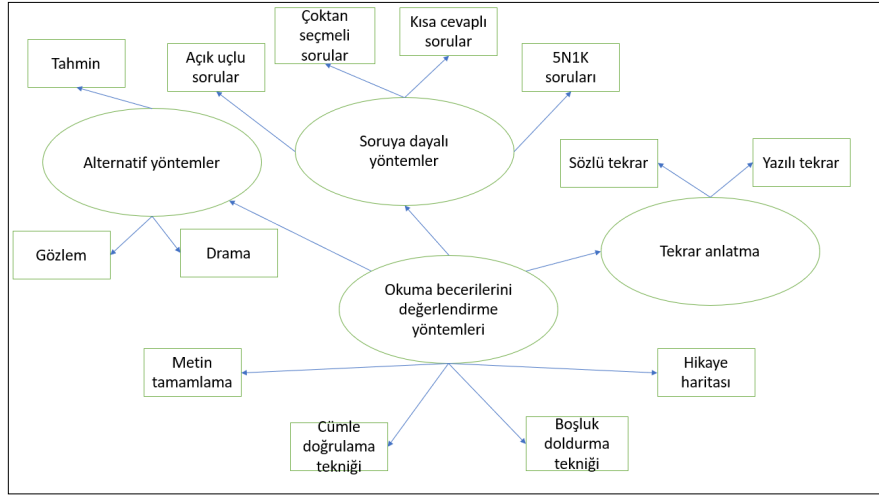 Çoktan
seçmeli
sorular
Kısa cevaplı
sorular
Tahmin
Açık uçlu
sorular
5N1K
soruları
Alternatif yöntemler
Soruya dayalı
yöntemler
Sözlü tekrar
Yazılı tekrar
Gözlem
Drama
Tekrar anlatma
Okuma becerilerini
değerlendirme
yöntemleri
Metin
tamamlama
Hikaye
haritası
Cümle
doğrulama
tekniği
Boşluk
doldurma
tekniği